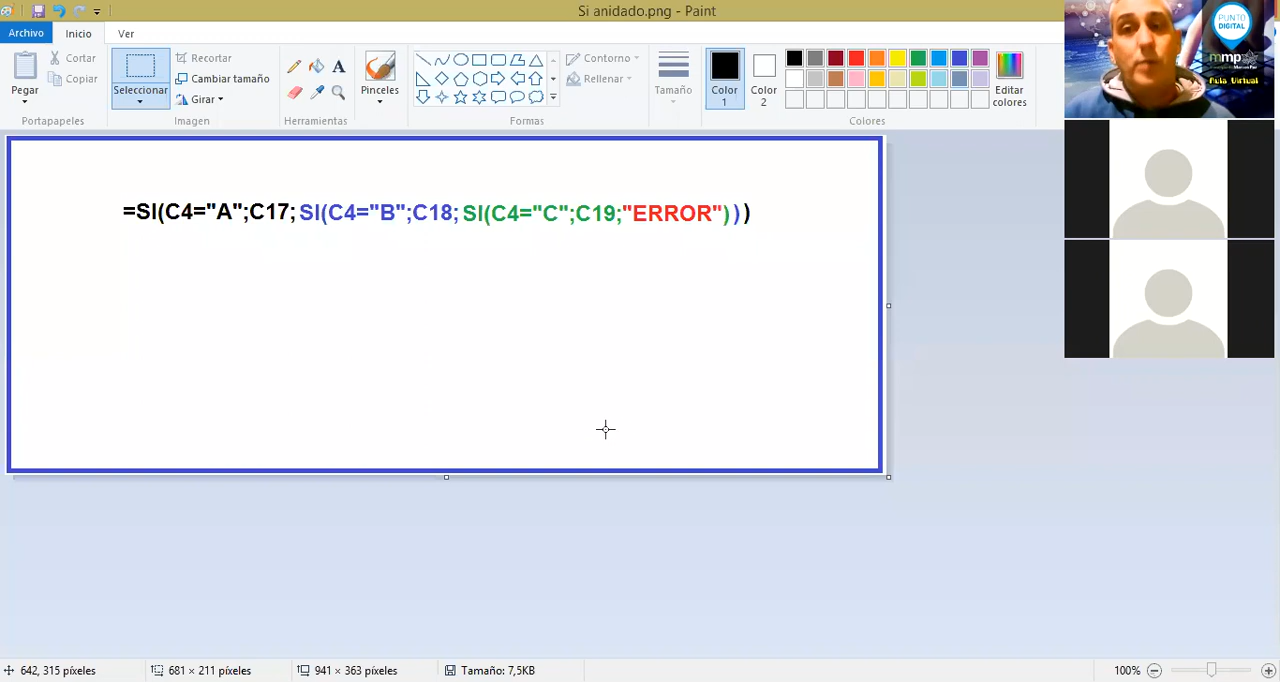 Si anidado.png - Paint
Archivo Inicio Ver
Pegar
Cortar
Copiar
Portapapeles
Seleccionar
Recortar
Cambiar tamaño
Girar
Imagen
A
Herramientas
Pinceles
Contorno
Rellenar
Formas
Tamaño
Color 1
Color 2
Editar colores
Colores
=SI(C4="A";C17;SI(C4="B";C18;SI(C4="C";C19;"ERROR")))
PUNTO
DIGITAL
mmp
Aula Virtual
642, 315 píxeles 681 × 211 píxeles 941 × 363 píxeles Tamaño: 7,5KB 100%